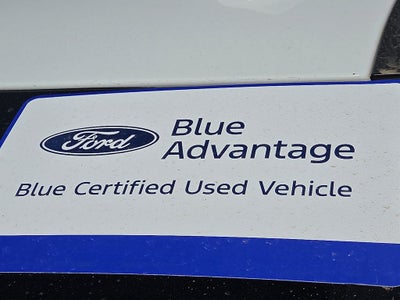 Ford
Blue
Advantage
Blue Certified Used Vehicle